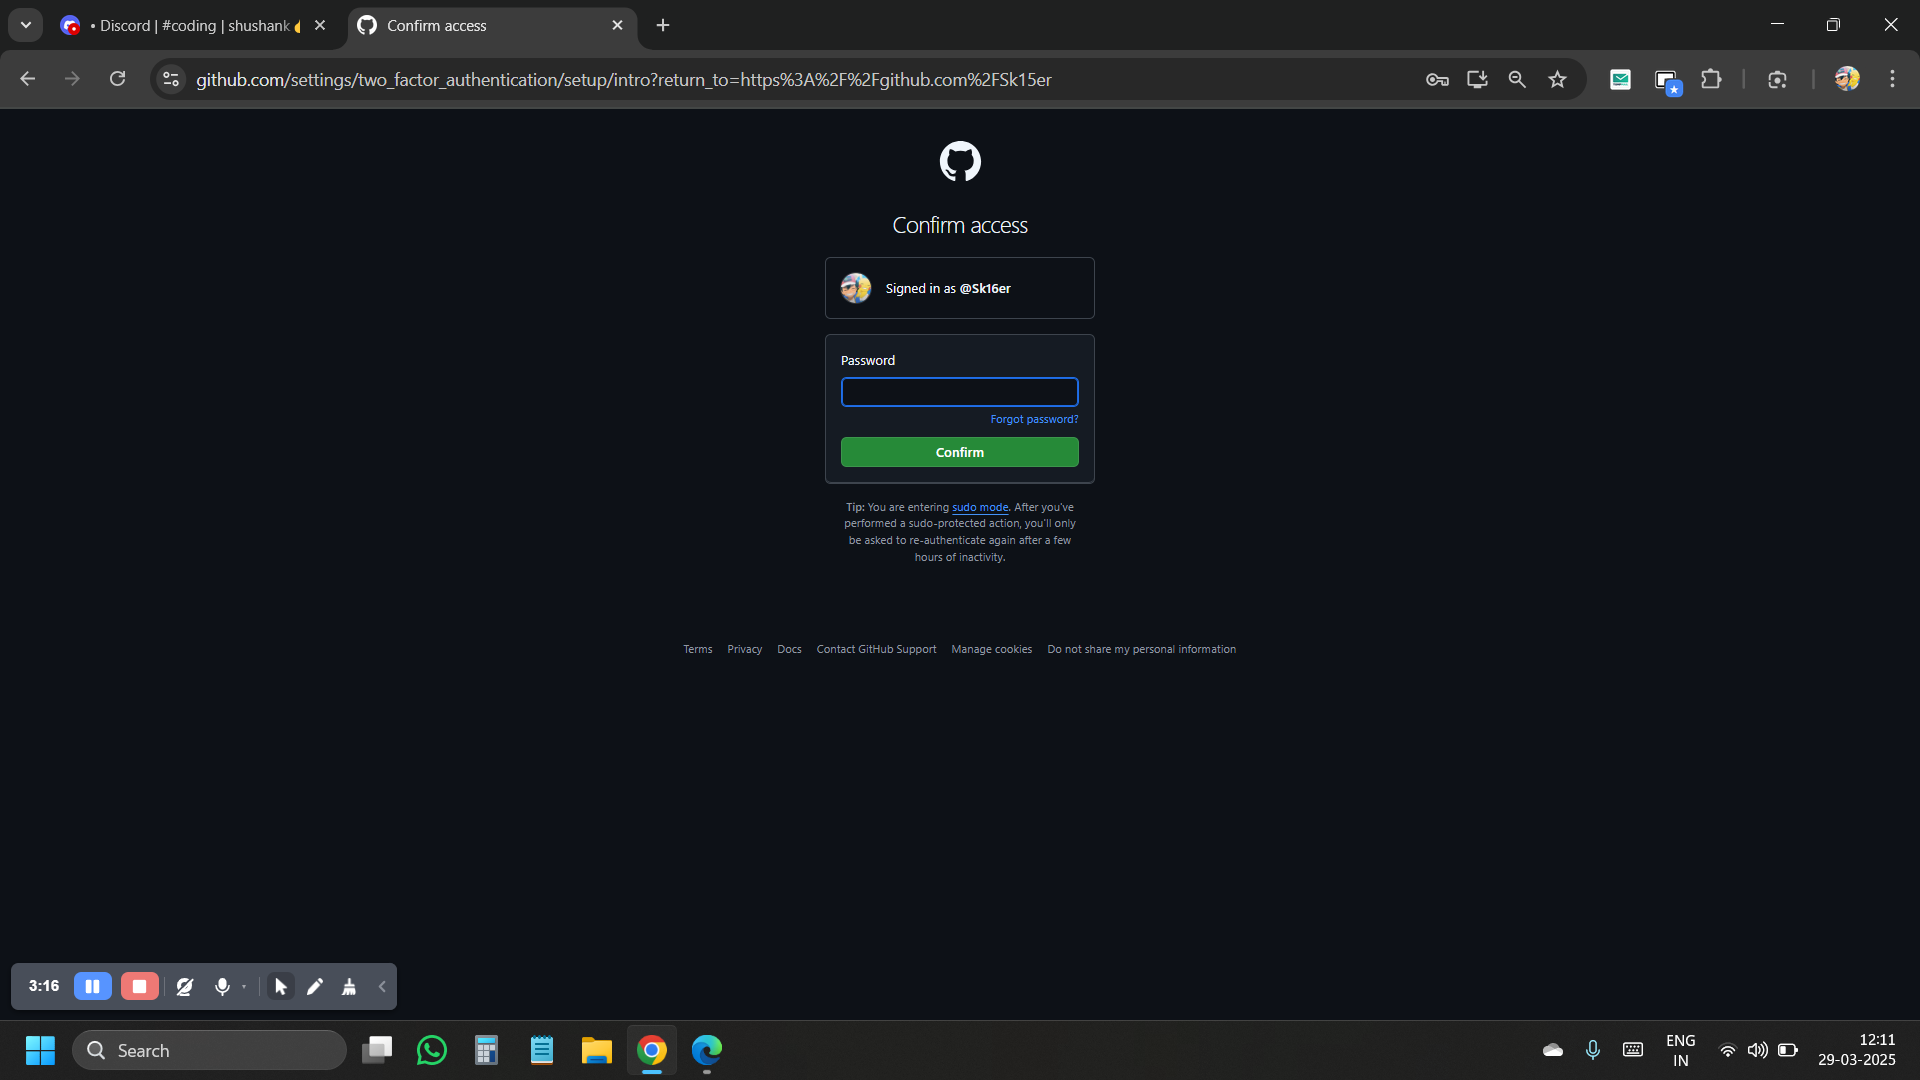 • Discord | #coding | shushank
Confirm access
github.com/settings/two_factor_authentication/setup/intro?return_to=https%3A%2F%2Fgithub.com%2FSk15er
Confirm access
Signed in as @Sk16er
Password
Forgot password?
Confirm
Tip: You are entering sudo mode. After you've
performed a sudo-protected action, you'll only
be asked to re-authenticate again after a few
hours of inactivity.
Terms Privacy Docs Contact GitHub Support Manage cookies Do not share my personal information
3:16
Search
ENG
IN
12:11
29-03-2025